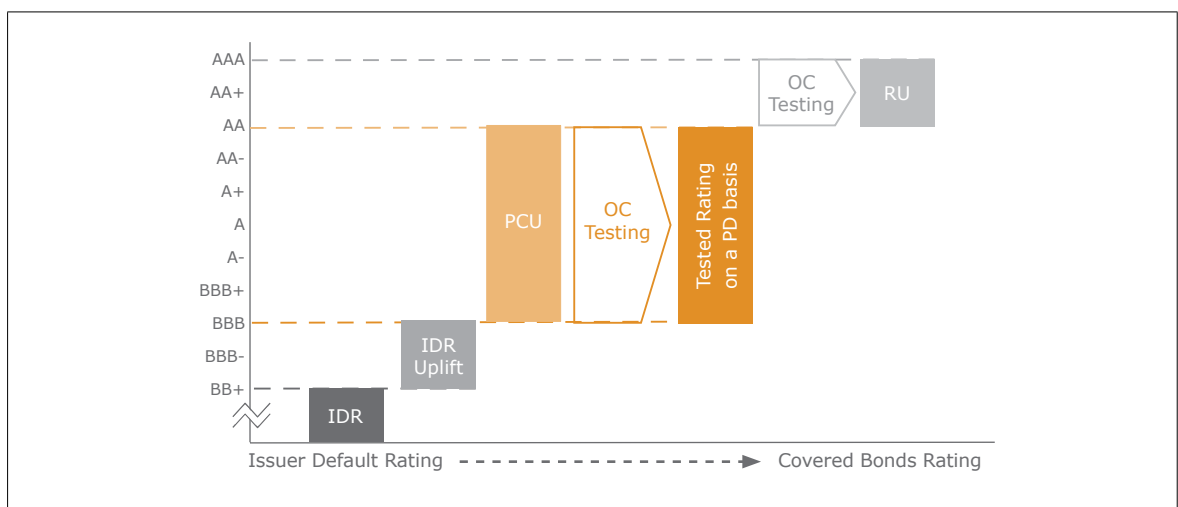 AAA
AA+
AA
AA-
A+
A
A-
BBB+
BBB
BBB-
BB+
IDR
IDR
Uplift
PCU
OC
Testing
Tested Rating
on a PD basis
OC
Testing
RU
Issuer Default Rating
Covered Bonds Rating